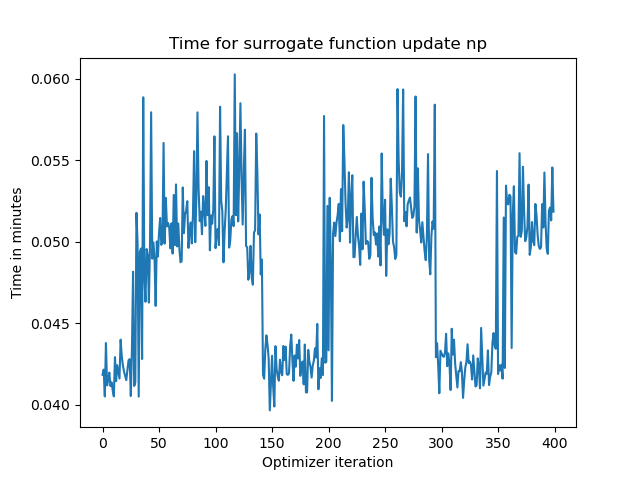 Time for surrogate function update np
0.060
0.055
0.050
0.045
0.040
Time in minutes
0 50 100 150 200 250 300 350 400
Optimizer iteration